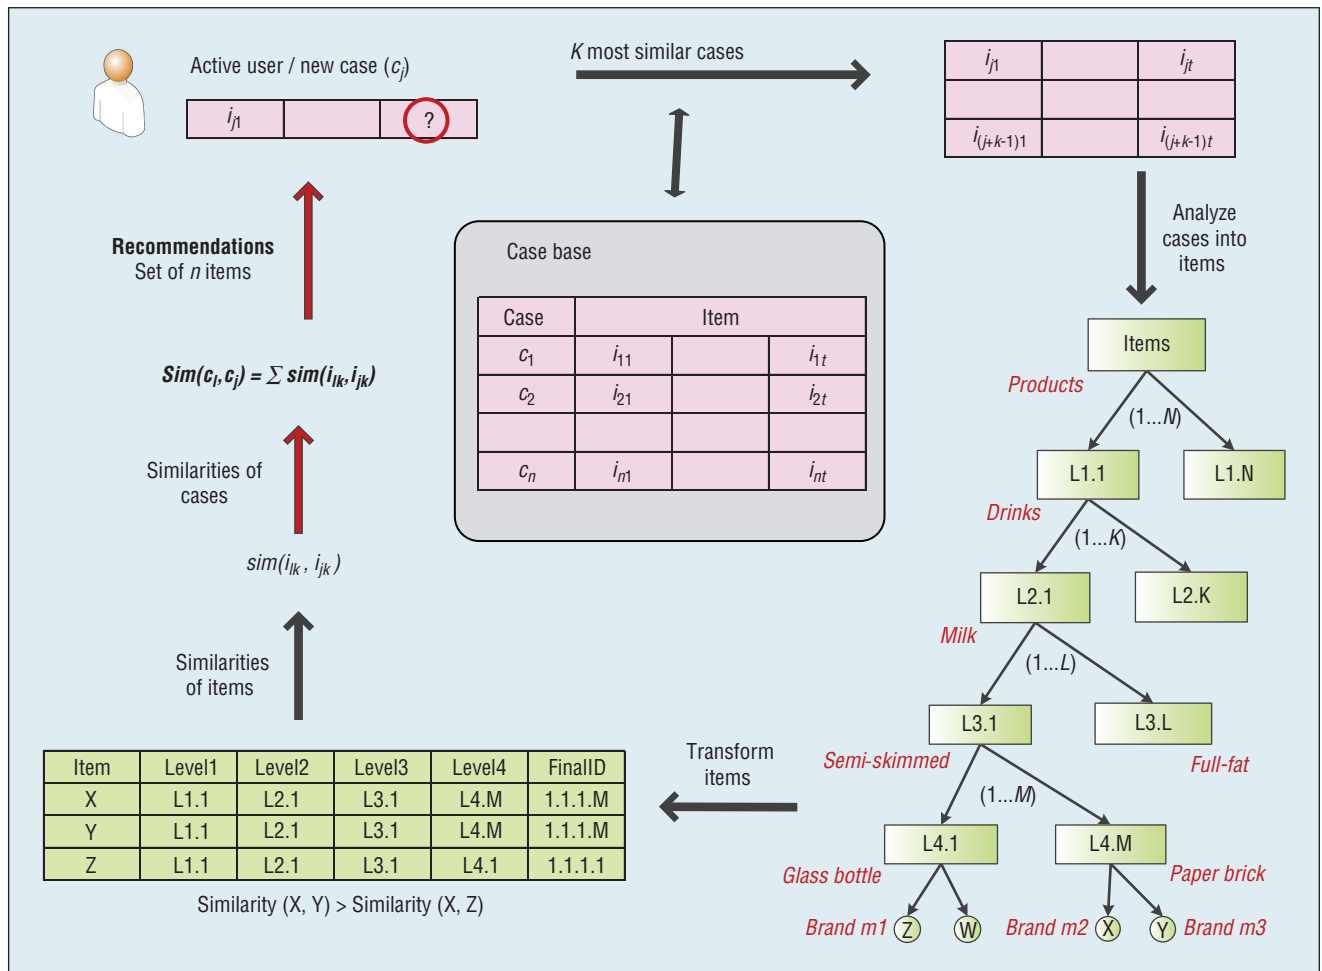 Active user / new case (cj)
ij1 ?
K most similar cases
ij1 ijt
i(j+k-1)1 i(j+k-1)t
Analyze
cases into
items
Recommendations
Set of n items
Case base
Case Item
c1 i11 i1t
c2 i21 i2t
cn in1 int
Sim(cl,cj) = ∑ sim(ilk,ijk)
Similarities of
cases
sim(ilk , ijk)
Similarities
of items
Items
Products
(1...N)
L1.1 L1.N
Drinks
(1...K)
L2.1 L2.K
Milk
(1...L)
L3.1 L3.L
Semi-skimmed Full-fat
(1...M)
L4.1 L4.M
Glass bottle Paper brick
Brand m1 Z W Brand m2 X Y Brand m3
Transform
items
Item Level1 Level2 Level3 Level4 FinalID
X L1.1 L2.1 L3.1 L4.M 1.1.1.M
Y L1.1 L2.1 L3.1 L4.M 1.1.1.M
Z L1.1 L2.1 L3.1 L4.1 1.1.1.1
Similarity (X, Y) > Similarity (X, Z)